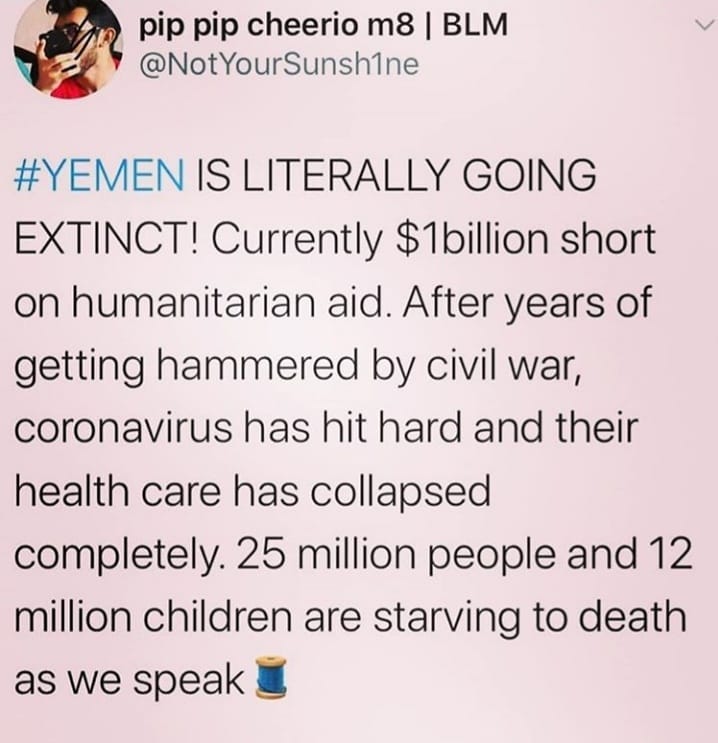 pip pip cheerio m8 | BLM
@NotYourSunsh1ne
#YEMEN IS LITERALLY GOING
EXTINCT! Currently $1billion short
on humanitarian aid. After years of
getting hammered by civil war,
coronavirus has hit hard and their
health care has collapsed
completely. 25 million people and 12
million children are starving to death
as we speak🧵